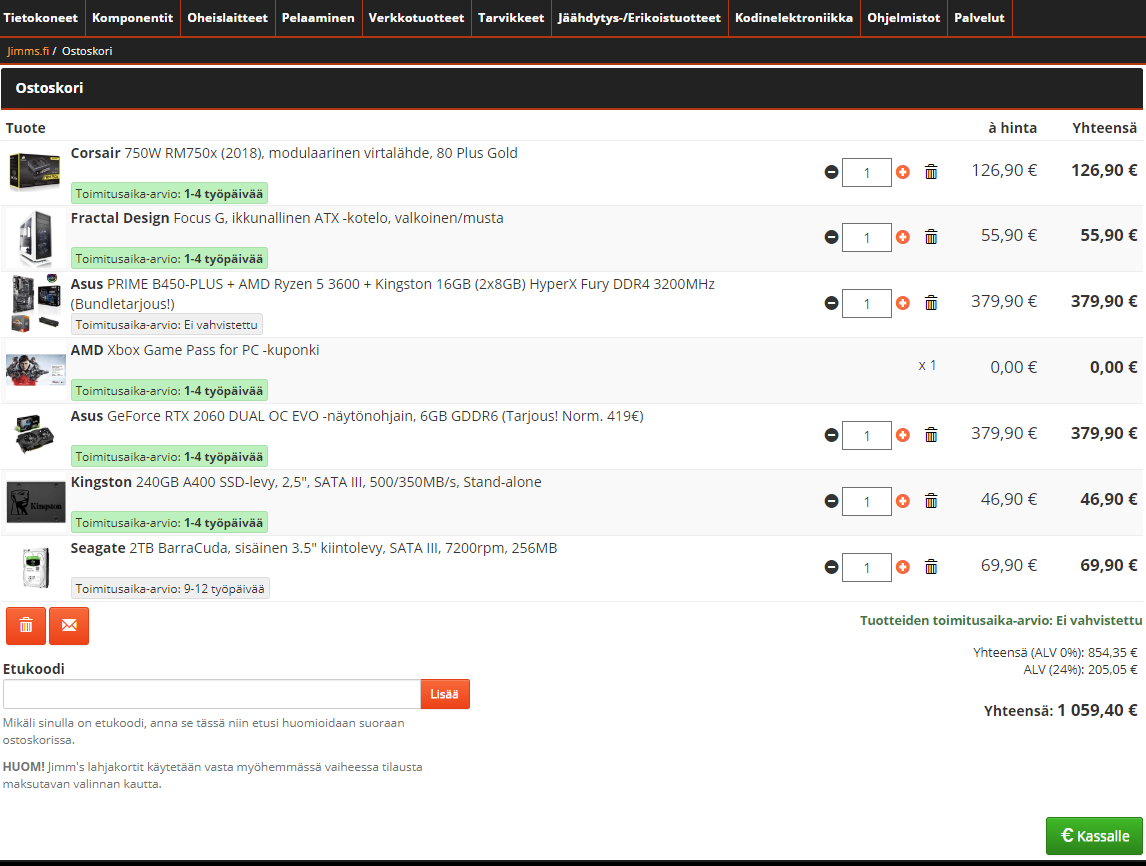 Tietokoneet Komponentit Oheislaitteet Pelaaminen Verkkotuotteet Tarvikkeet Jäähdytys-/Erikoistuotteet Kodinelektroniikka Ohjelmistot Palvelut
Jimms.fi / Ostoskori
Ostoskori
Tuote à hinta Yhteensä
Corsair 750W RM750x (2018), modulaarinen virtalähde, 80 Plus Gold
1 126,90 € 126,90 €
Toimitusaika-arvio: 1-4 työpäivää
Fractal Design Focus G, ikkunallinen ATX -kotelo, valkoinen/musta
1 55,90 € 55,90 €
Toimitusaika-arvio: 1-4 työpäivää
Asus PRIME B450-PLUS + AMD Ryzen 5 3600 + Kingston 16GB (2x8GB) HyperX Fury DDR4 3200MHz
(Bundletarjous!)
1 379,90 € 379,90 €
Toimitusaika-arvio: Ei vahvistettu
AMD Xbox Game Pass for PC -kuponki
x 1 0,00 € 0,00 €
Toimitusaika-arvio: 1-4 työpäivää
Asus GeForce RTX 2060 DUAL OC EVO -näytönohjain, 6GB GDDR6 (Tarjous! Norm. 419€)
1 379,90 € 379,90 €
Toimitusaika-arvio: 1-4 työpäivää
Kingston 240GB A400 SSD-levy, 2,5", SATA III, 500/350MB/s, Stand-alone
Kingston
1 46,90 € 46,90 €
Toimitusaika-arvio: 1-4 työpäivää
Seagate 2TB BarraCuda, sisäinen 3.5" kiintolevy, SATA III, 7200rpm, 256MB
1 69,90 € 69,90 €
Toimitusaika-arvio: 9-12 työpäivää
Tuotteiden toimitusaika-arvio: Ei vahvistettu
Yhteensä (ALV 0%): 854,35 €
ALV (24%): 205,05 €
Yhteensä: 1 059,40 €
Etukoodi
Lisää
Mikäli sinulla on etukoodi, anna se tässä niin etusi huomioidaan suoraan
ostoskorissa.
HUOM! Jimm's lahjakortit käytetään vasta myöhemmässä vaiheessa tilausta
maksutavan valinnan kautta.
€ Kassalle